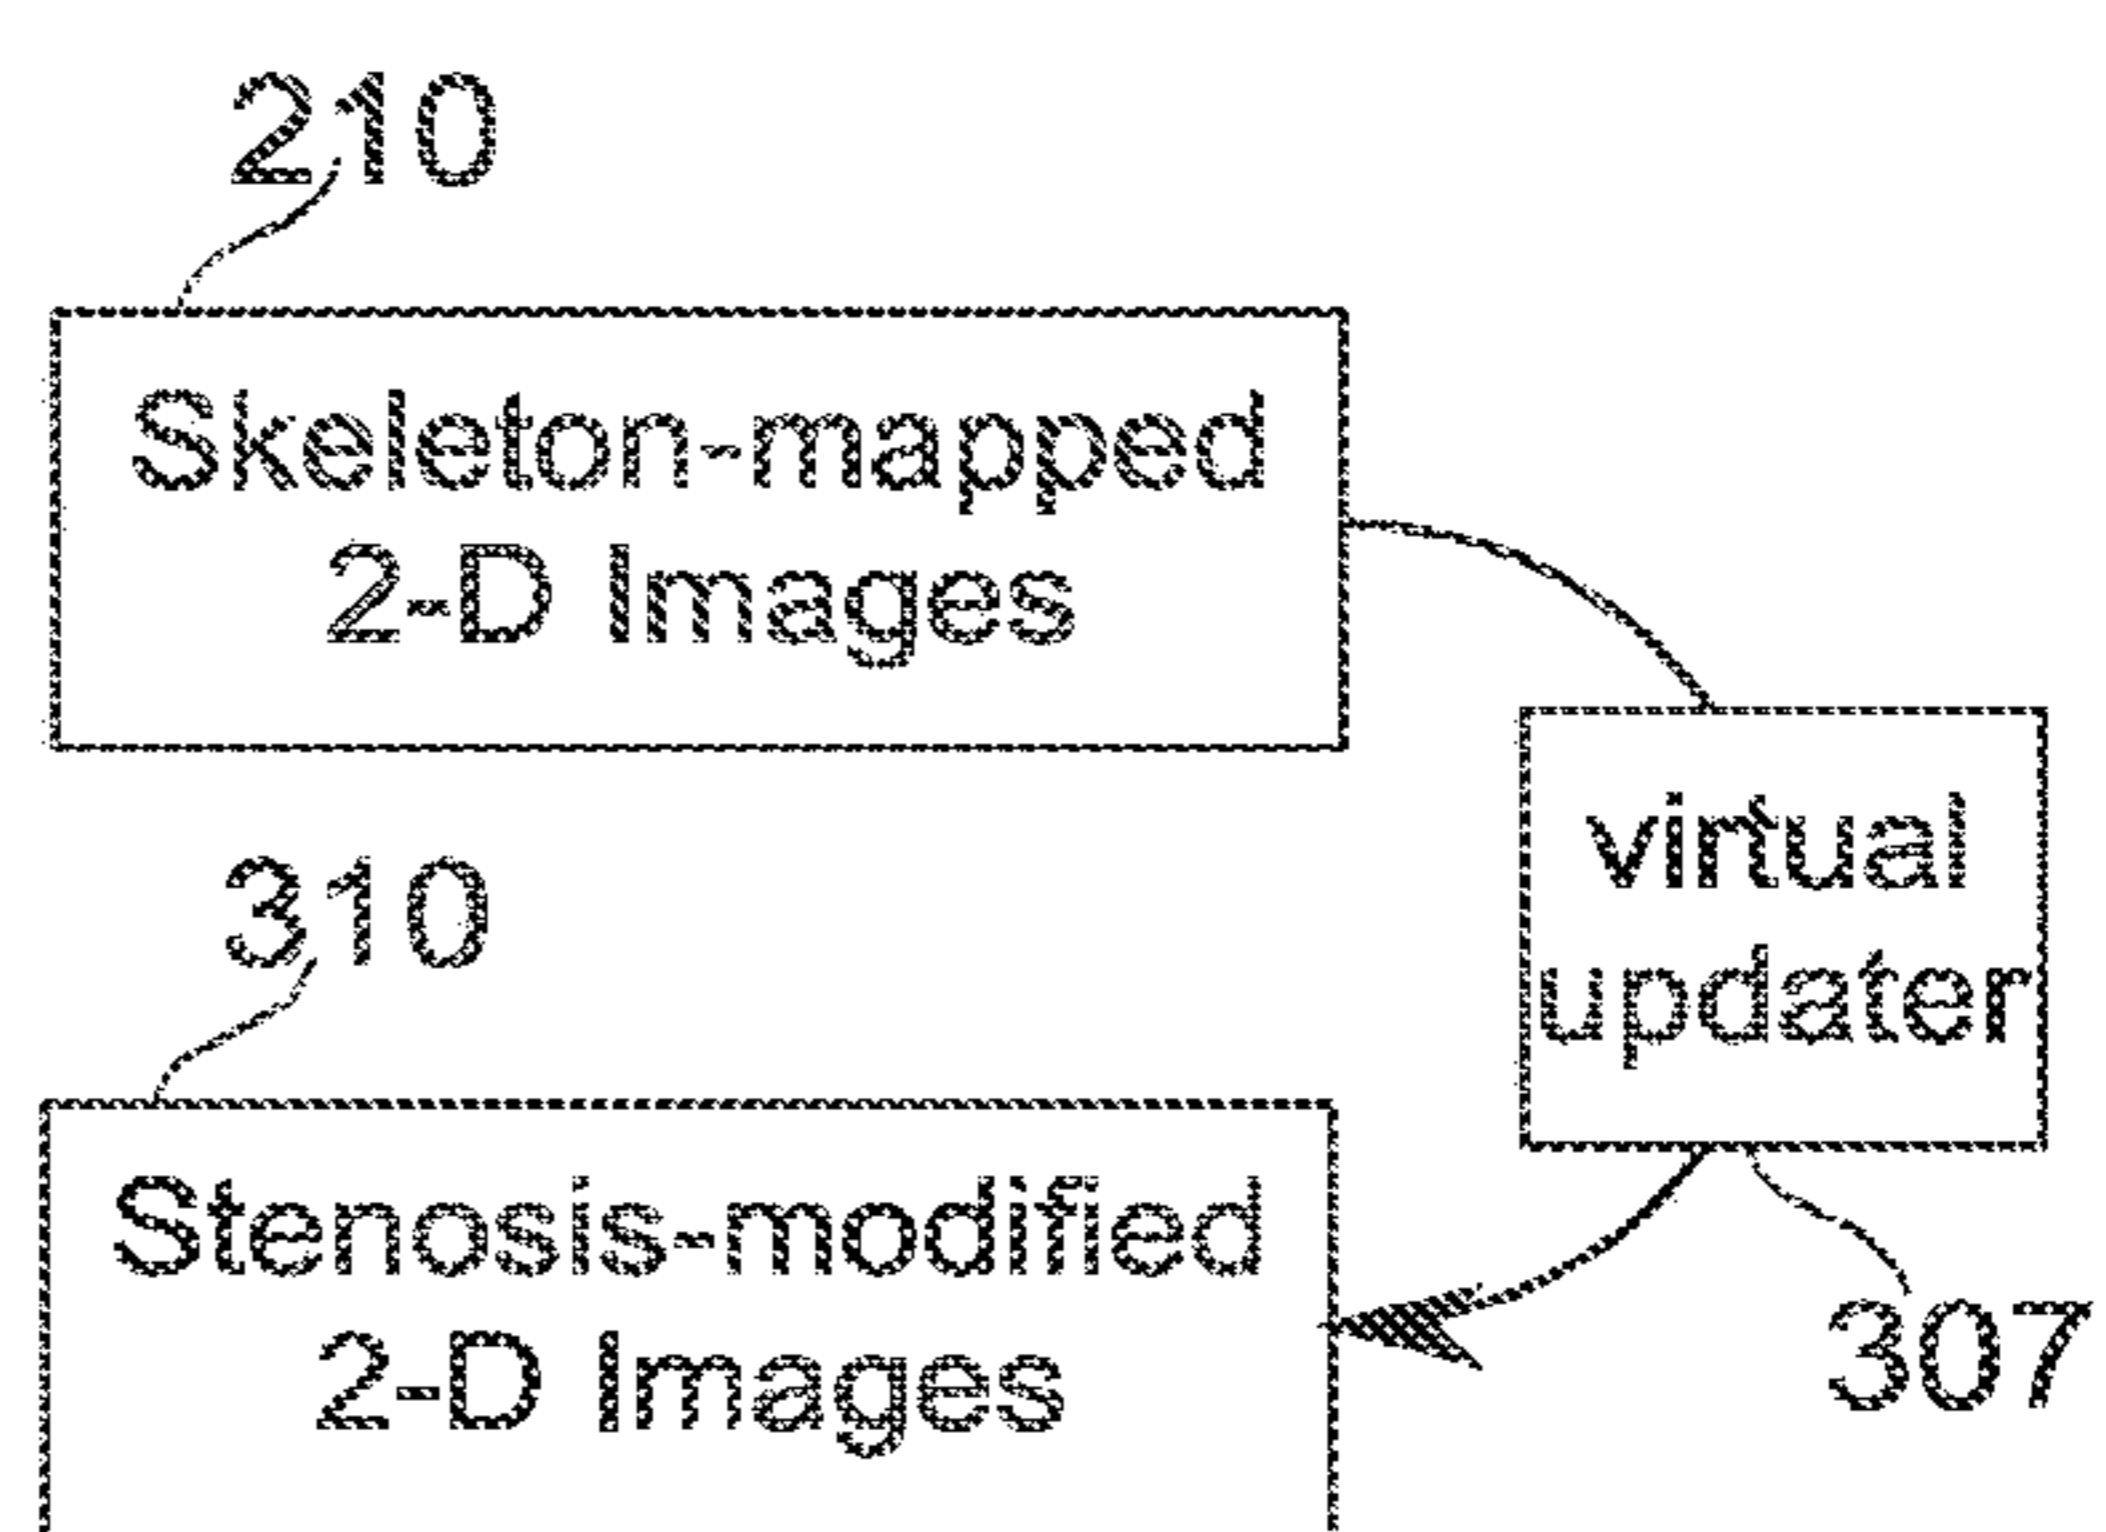 210
Skeleton-mapped
2-D Images
virtual
updater
310
Stenosis-modified
2-D Images
307